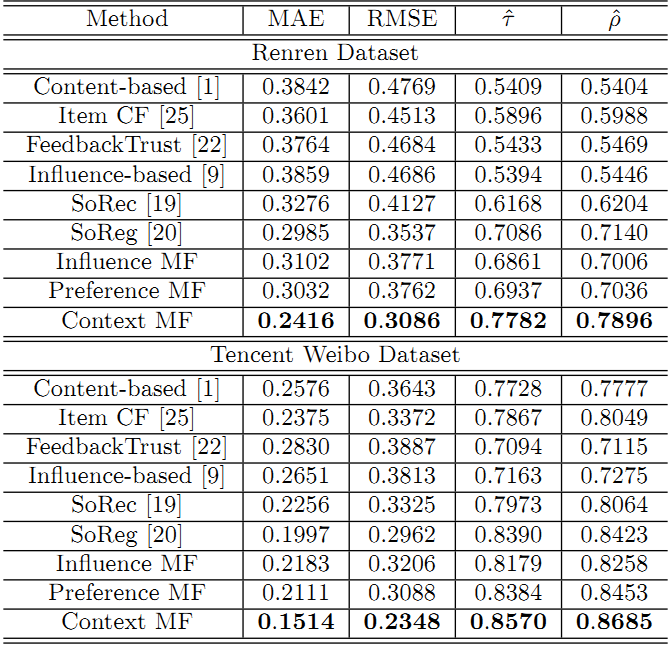 Method MAE RMSE τ̂ ρ̂
Renren Dataset
Content-based [1] 0.3842 0.4769 0.5409 0.5404
Item CF [25] 0.3601 0.4513 0.5896 0.5988
FeedbackTrust [22] 0.3764 0.4684 0.5433 0.5469
Influence-based [9] 0.3859 0.4686 0.5394 0.5446
SoRec [19] 0.3276 0.4127 0.6168 0.6204
SoReg [20] 0.2985 0.3537 0.7086 0.7140
Influence MF 0.3102 0.3771 0.6861 0.7006
Preference MF 0.3032 0.3762 0.6937 0.7036
Context MF 0.2416 0.3086 0.7782 0.7896
Tencent Weibo Dataset
Content-based [1] 0.2576 0.3643 0.7728 0.7777
Item CF [25] 0.2375 0.3372 0.7867 0.8049
FeedbackTrust [22] 0.2830 0.3887 0.7094 0.7115
Influence-based [9] 0.2651 0.3813 0.7163 0.7275
SoRec [19] 0.2256 0.3325 0.7973 0.8064
SoReg [20] 0.1997 0.2962 0.8390 0.8423
Influence MF 0.2183 0.3206 0.8179 0.8258
Preference MF 0.2111 0.3088 0.8384 0.8453
Context MF 0.1514 0.2348 0.8570 0.8685